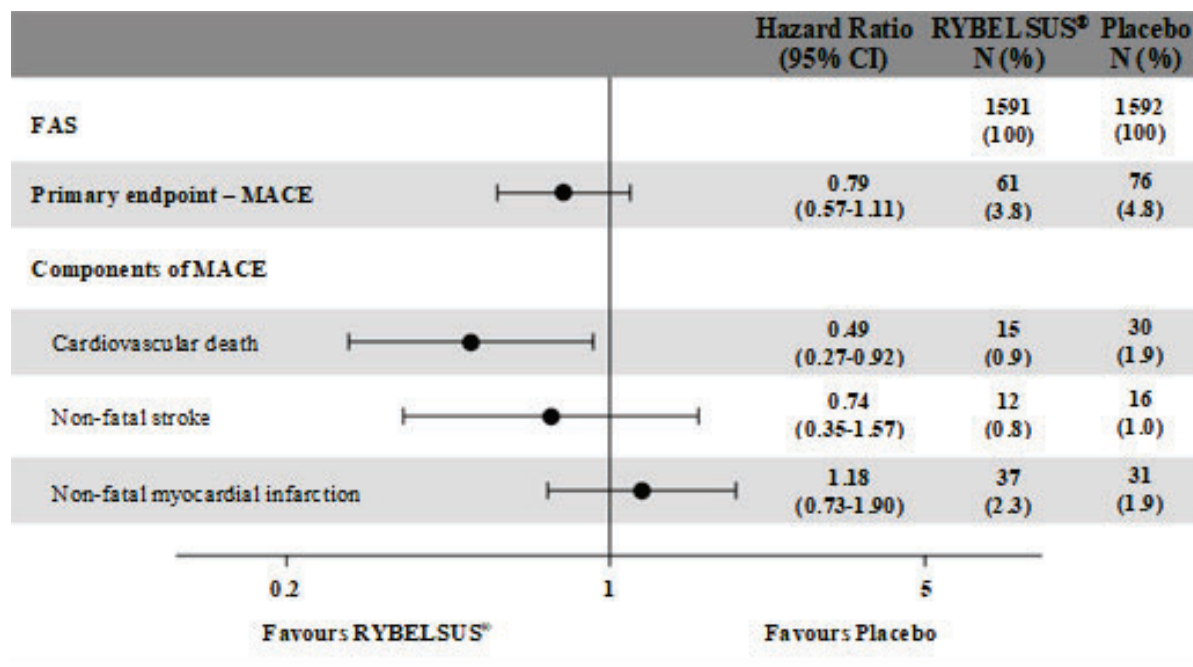 Hazard Ratio RYBELSUS® Placebo
(95% CI) N (%) N (%)
FAS 1591 1592
(100) (100)
Primary endpoint – MACE 0.79 61 76
(0.57-1.11) (3.8) (4.8)
Components of MACE
Cardiovascular death 0.49 15 30
(0.27-0.92) (0.9) (1.9)
Non-fatal stroke 0.74 12 16
(0.35-1.57) (0.8) (1.0)
Non-fatal myocardial infarction 1.18 37 31
(0.73-1.90) (2.3) (1.9)
0.2 1 5
Favours RYBELSUS® Favours Placebo